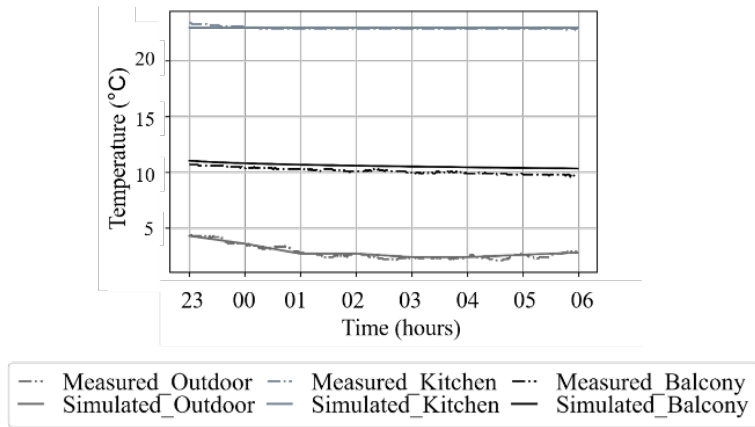 Temperature (°C)
20
15
10
5
23 00 01 02 03 04 05 06
Time (hours)
Measured_Outdoor Measured_Kitchen Measured_Balcony
Simulated_Outdoor Simulated_Kitchen Simulated_Balcony